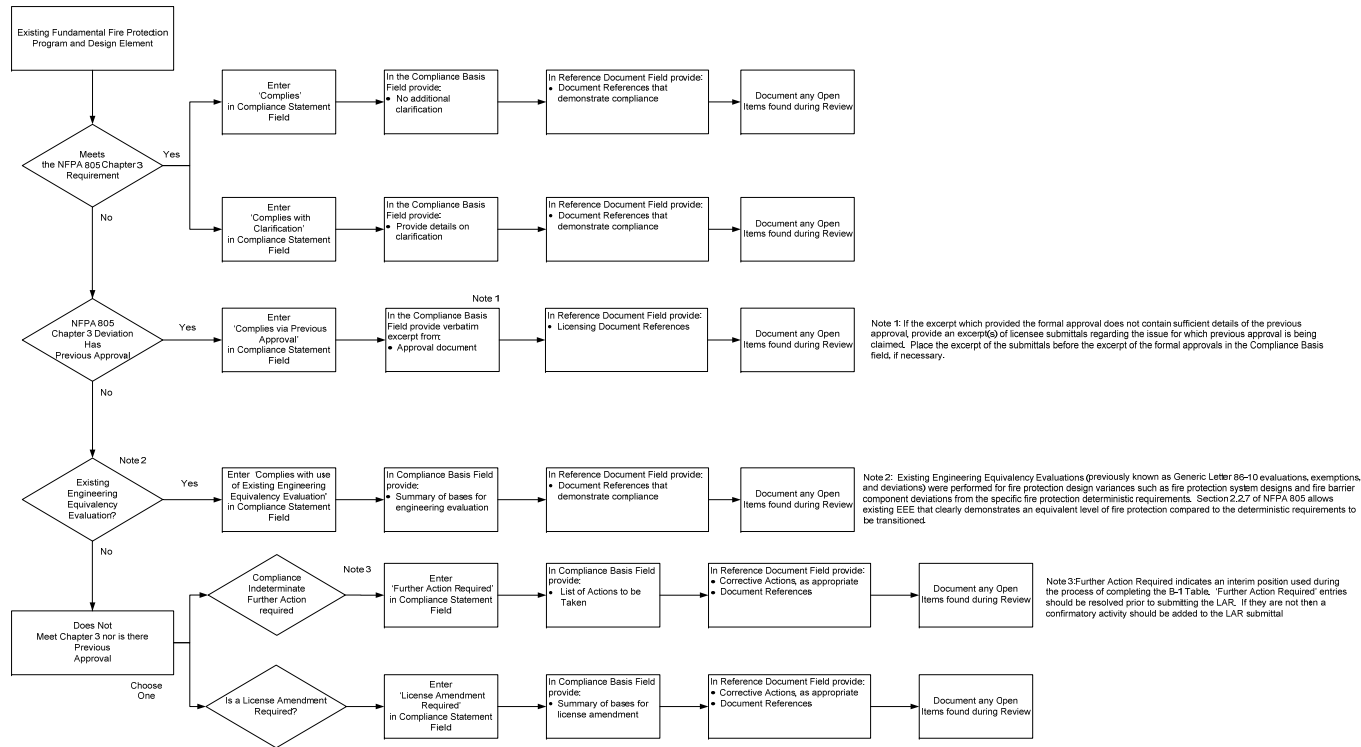 Existing Fundamental Fire Protection
Program and Design Element
Enter
'Complies'
in Compliance Statement
Field
In the Compliance Basis
Field provide:
• No additional
clarification
In Reference Document Field provide:
• Document References that
demonstrate compliance
Document any Open
Items found during Review
Meets
the NFPA 805 Chapter 3
Requirement
Yes
No
Enter
'Complies with
Clarification'
in Compliance Statement
Field
In the Compliance Basis
Field provide:
• Provide details on
clarification
In Reference Document Field provide:
• Document References that
demonstrate compliance
Document any Open
Items found during Review
NFPA 805
Chapter 3 Deviation
Has
Previous Approval
Yes
No
Enter
'Complies via Previous
Approval'
in Compliance Statement
Field
Note 1
In the Compliance Basis
Field provide verbatim
excerpt from:
• Approval document
In Reference Document Field provide:
• Licensing Document References
Document any Open
Items found during Review
Note 1: If the excerpt which provided the formal approval does not contain sufficient details of the previous
approval, provide an excerpt(s) of licensee submittals regarding the issue for which previous approval is being
claimed. Place the excerpt of the submittals before the excerpt of the formal approvals in the Compliance Basis
field, if necessary.
Note 2
Existing
Engineering
Equivalency
Evaluation?
Yes
No
Enter 'Complies with use
of Existing Engineering
Equivalency Evaluation'
in Compliance Statement
Field
In Compliance Basis Field
provide:
• Summary of bases for
engineering evaluation
In Reference Document Field provide:
• Document References that
demonstrate compliance
Document any Open
Items found during Review
Note 2: Existing Engineering Equivalency Evaluations (previously known as Generic Letter 86-10 evaluations, exemptions,
and deviations) were performed for fire protection design variances such as fire protection system designs and fire barrier
component deviations from the specific fire protection deterministic requirements. Section 2.2.7 of NFPA 805 allows
existing EEE that clearly demonstrates an equivalent level of fire protection compared to the deterministic requirements to
be transitioned.
Does Not
Meet Chapter 3 nor is there
Previous
Approval
Choose
One
Compliance
Indeterminate
Further Action
required
Note 3
Enter
'Further Action Required'
in Compliance Statement
Field
In Compliance Basis Field
provide:
• List of Actions to be
Taken
In Reference Document Field provide:
• Corrective Actions, as appropriate
• Document References
Document any Open
Items found during Review
Note 3:Further Action Required indicates an interim position used during
the process of completing the B-1 Table. 'Further Action Required' entries
should be resolved prior to submitting the LAR. If they are not then a
confirmatory activity should be added to the LAR submittal
Is a License Amendment
Required?
Enter
'License Amendment
Required'
in Compliance Statement
Field
In Compliance Basis Field
provide:
• Summary of bases for
license amendment
In Reference Document Field provide:
• Corrective Actions, as appropriate
• Document References
Document any Open
Items found during Review